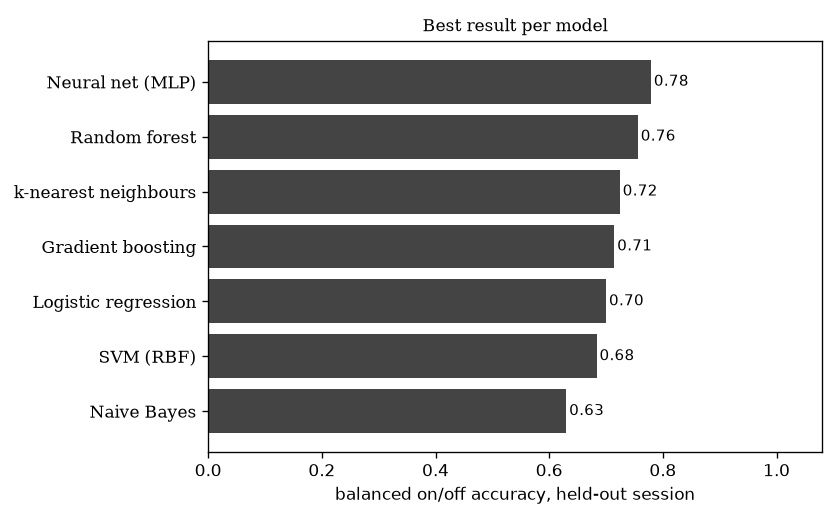 Best result per model
Neural net (MLP) 0.78
Random forest 0.76
k-nearest neighbours 0.72
Gradient boosting 0.71
Logistic regression 0.70
SVM (RBF) 0.68
Naive Bayes 0.63
0.0 0.2 0.4 0.6 0.8 1.0
balanced on/off accuracy, held-out session